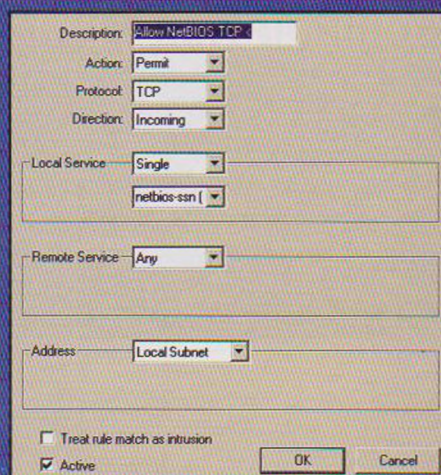 Description: Allow NetBIOS TCP <
Action: Permit
Protocol: TCP
Direction: Incoming
Local Service Single
netbios-ssn (
Remote Service Any
Address Local Subnet
Treat rule match as intrusion
Active OK Cancel